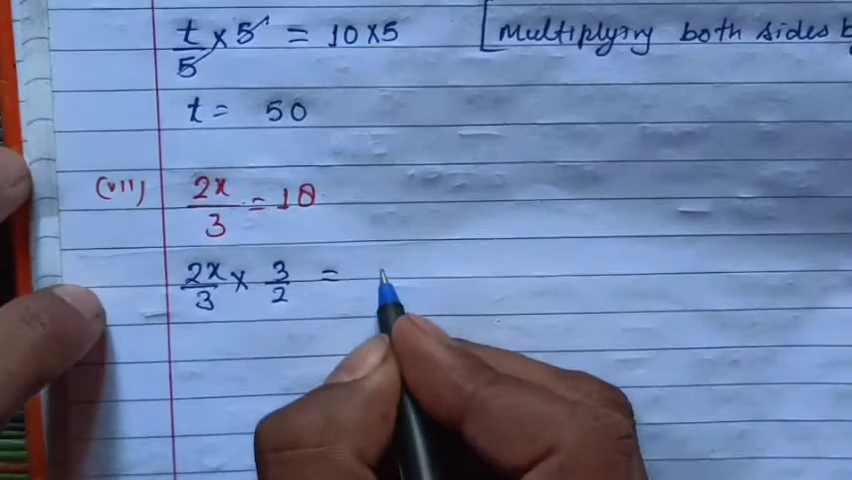 t/5 × 5 = 10×5 [Multiplying both sides b
t = 50
(vii) 2x/3 = 18
2x/3 × 3/2 =